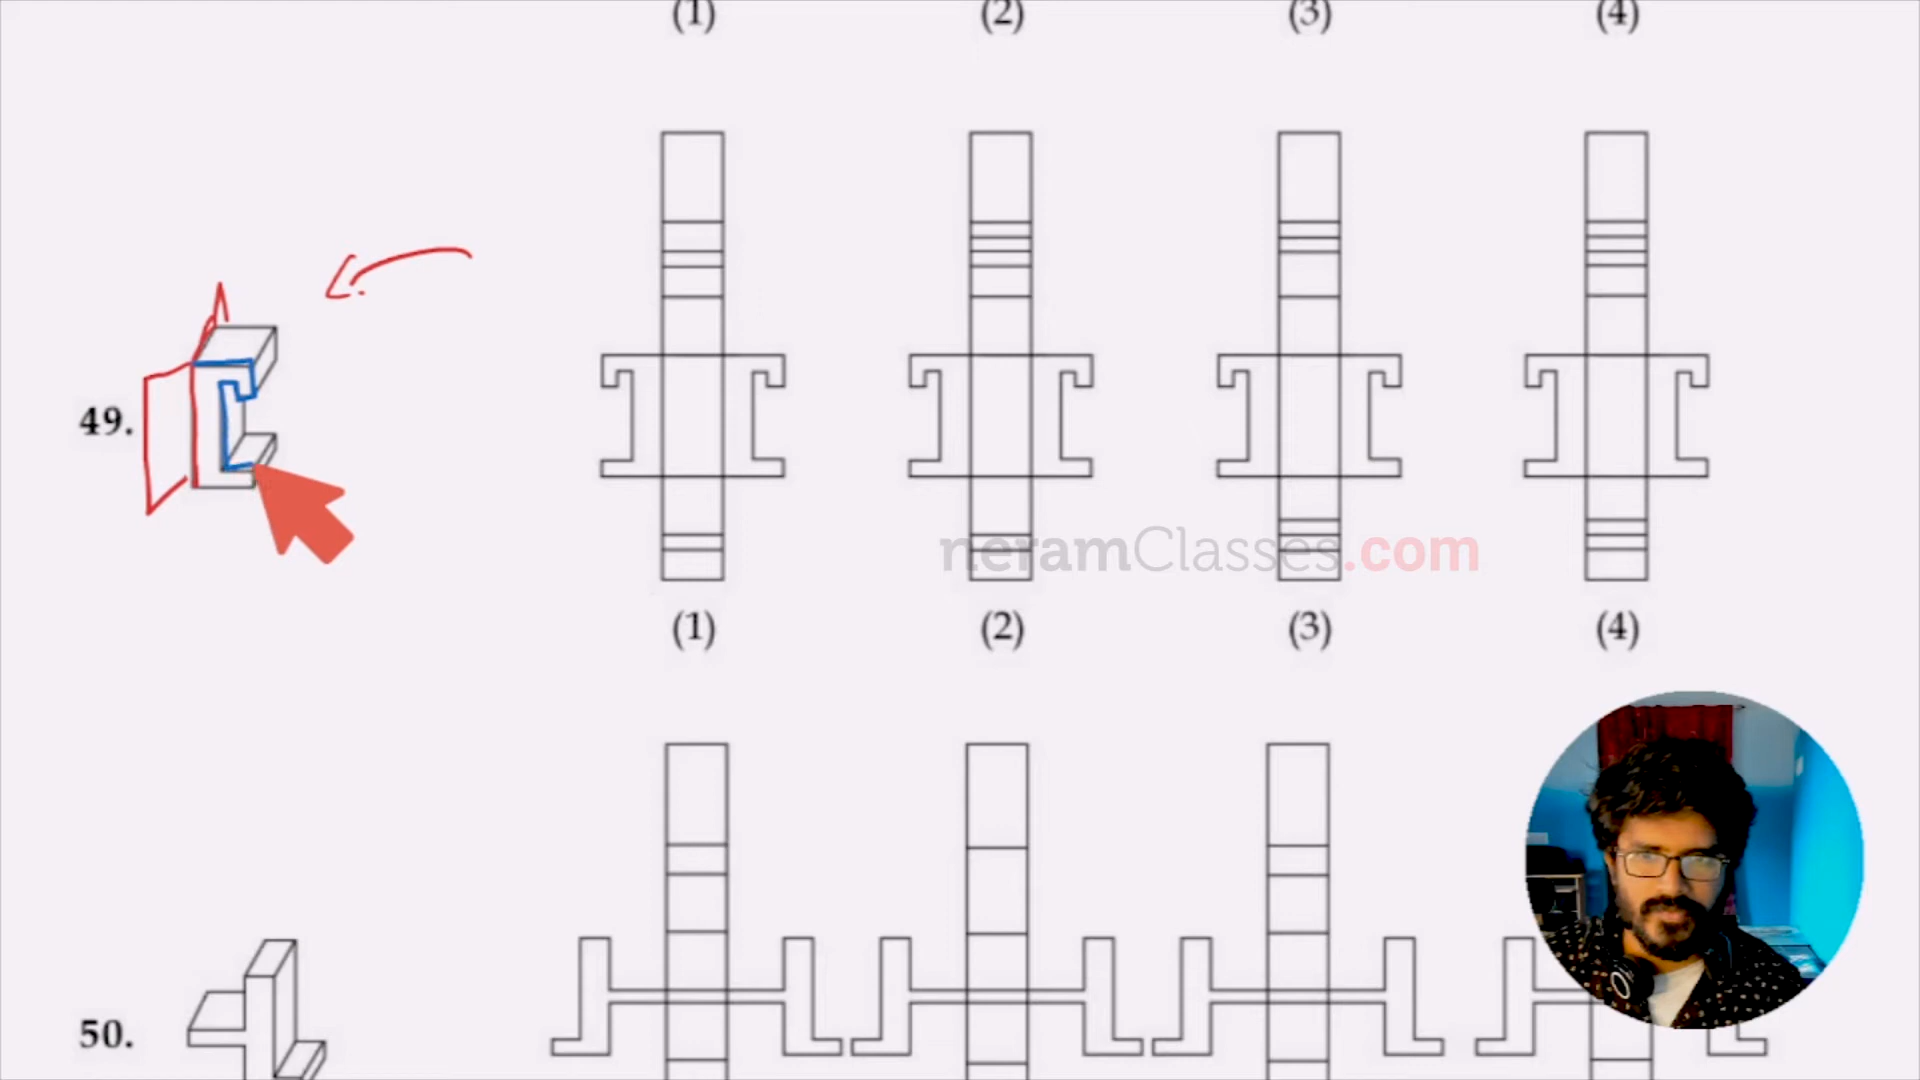 (1) (2) (3) (4)
49.
neramClasses.com
(1) (2) (3) (4)
50.